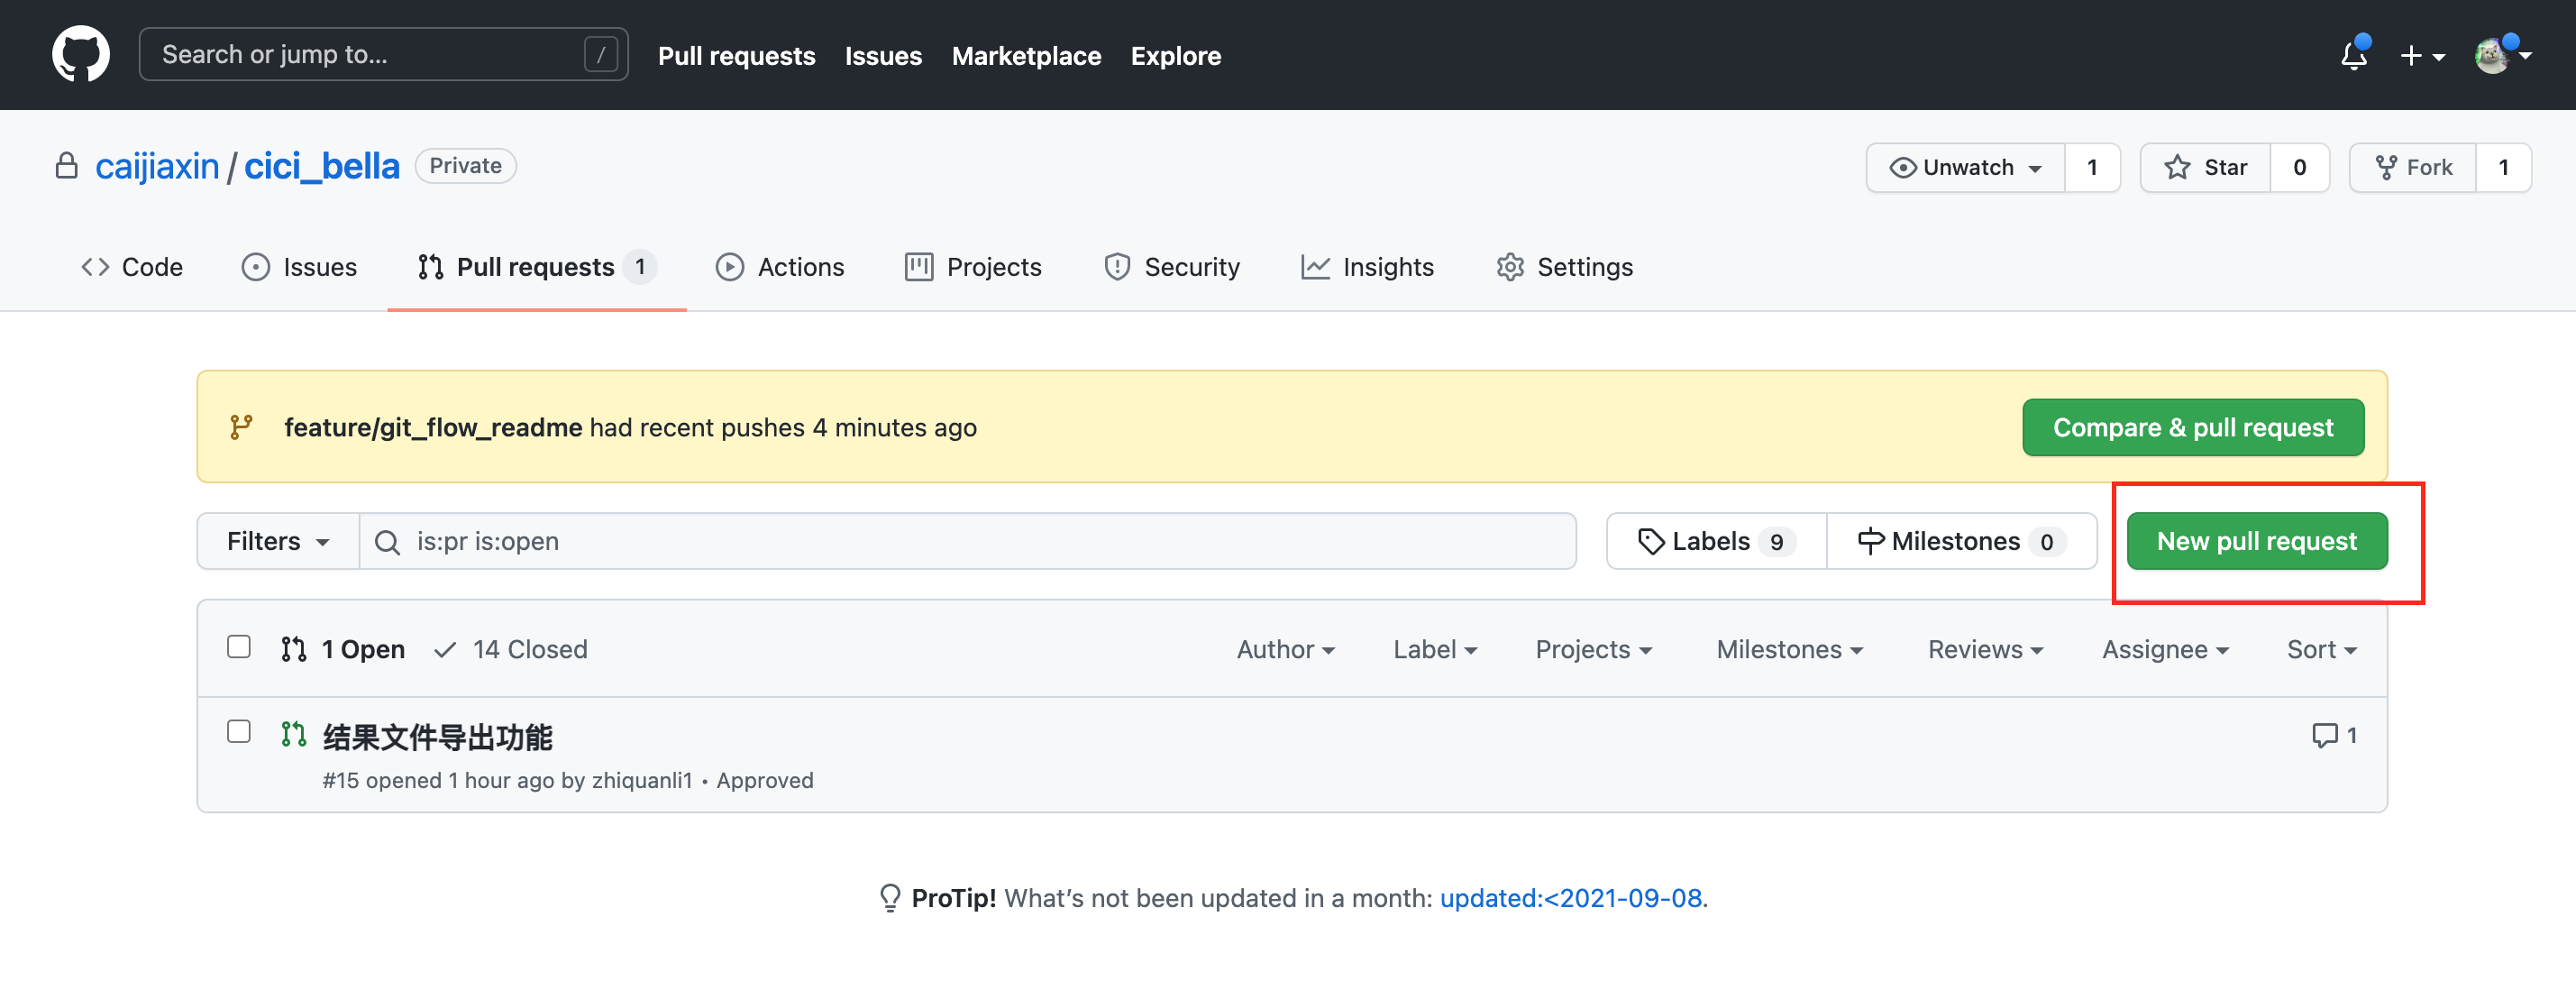 Search or jump to... / Pull requests Issues Marketplace Explore
caijiaxin / cici_bella Private Unwatch 1 Star 0 Fork 1
Code Issues Pull requests 1 Actions Projects Security Insights Settings
feature/git_flow_readme had recent pushes 4 minutes ago Compare & pull request
Filters is:pr is:open Labels 9 Milestones 0 New pull request
1 Open 14 Closed Author Label Projects Milestones Reviews Assignee Sort
结果文件导出功能 1
#15 opened 1 hour ago by zhiquanli1 • Approved
ProTip! What’s not been updated in a month: updated:<2021-09-08.